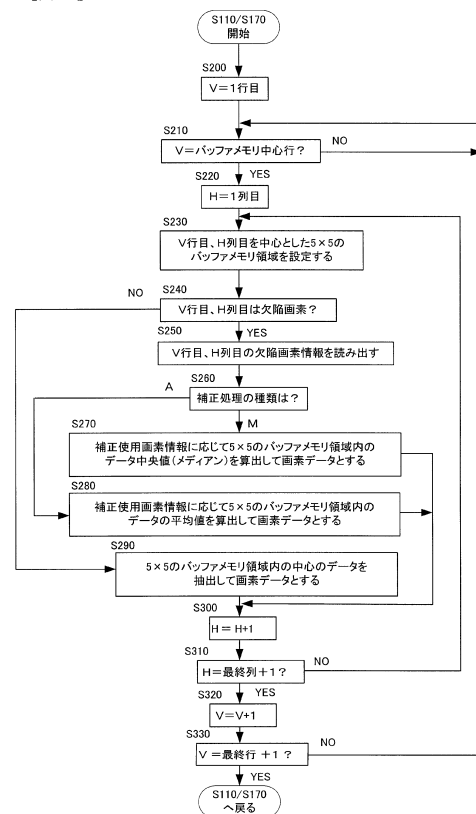 S110/S170
開始
S200
V=1行目
S210
V=バッファメモリ中心行?
NO
YES
S220
H=1列目
S230
V行目、H列目を中心とした5×5の
バッファメモリ領域を設定する
S240
NO
V行目、H列目は欠陥画素?
YES
S250
V行目、H列目の欠陥画素情報を読み出す
S260
A
補正処理の種類は?
M
S270
補正使用画素情報に応じて5×5のバッファメモリ領域内の
データ中央値(メディアン)を算出して画素データとする
S280
補正使用画素情報に応じて5×5のバッファメモリ領域内の
データの平均値を算出して画素データとする
S290
5×5のバッファメモリ領域内の中心のデータを
抽出して画素データとする
S300
H=H+1
S310
H=最終列+1?
NO
YES
S320
V=V+1
S330
V=最終行+1?
NO
YES
S110/S170
へ戻る